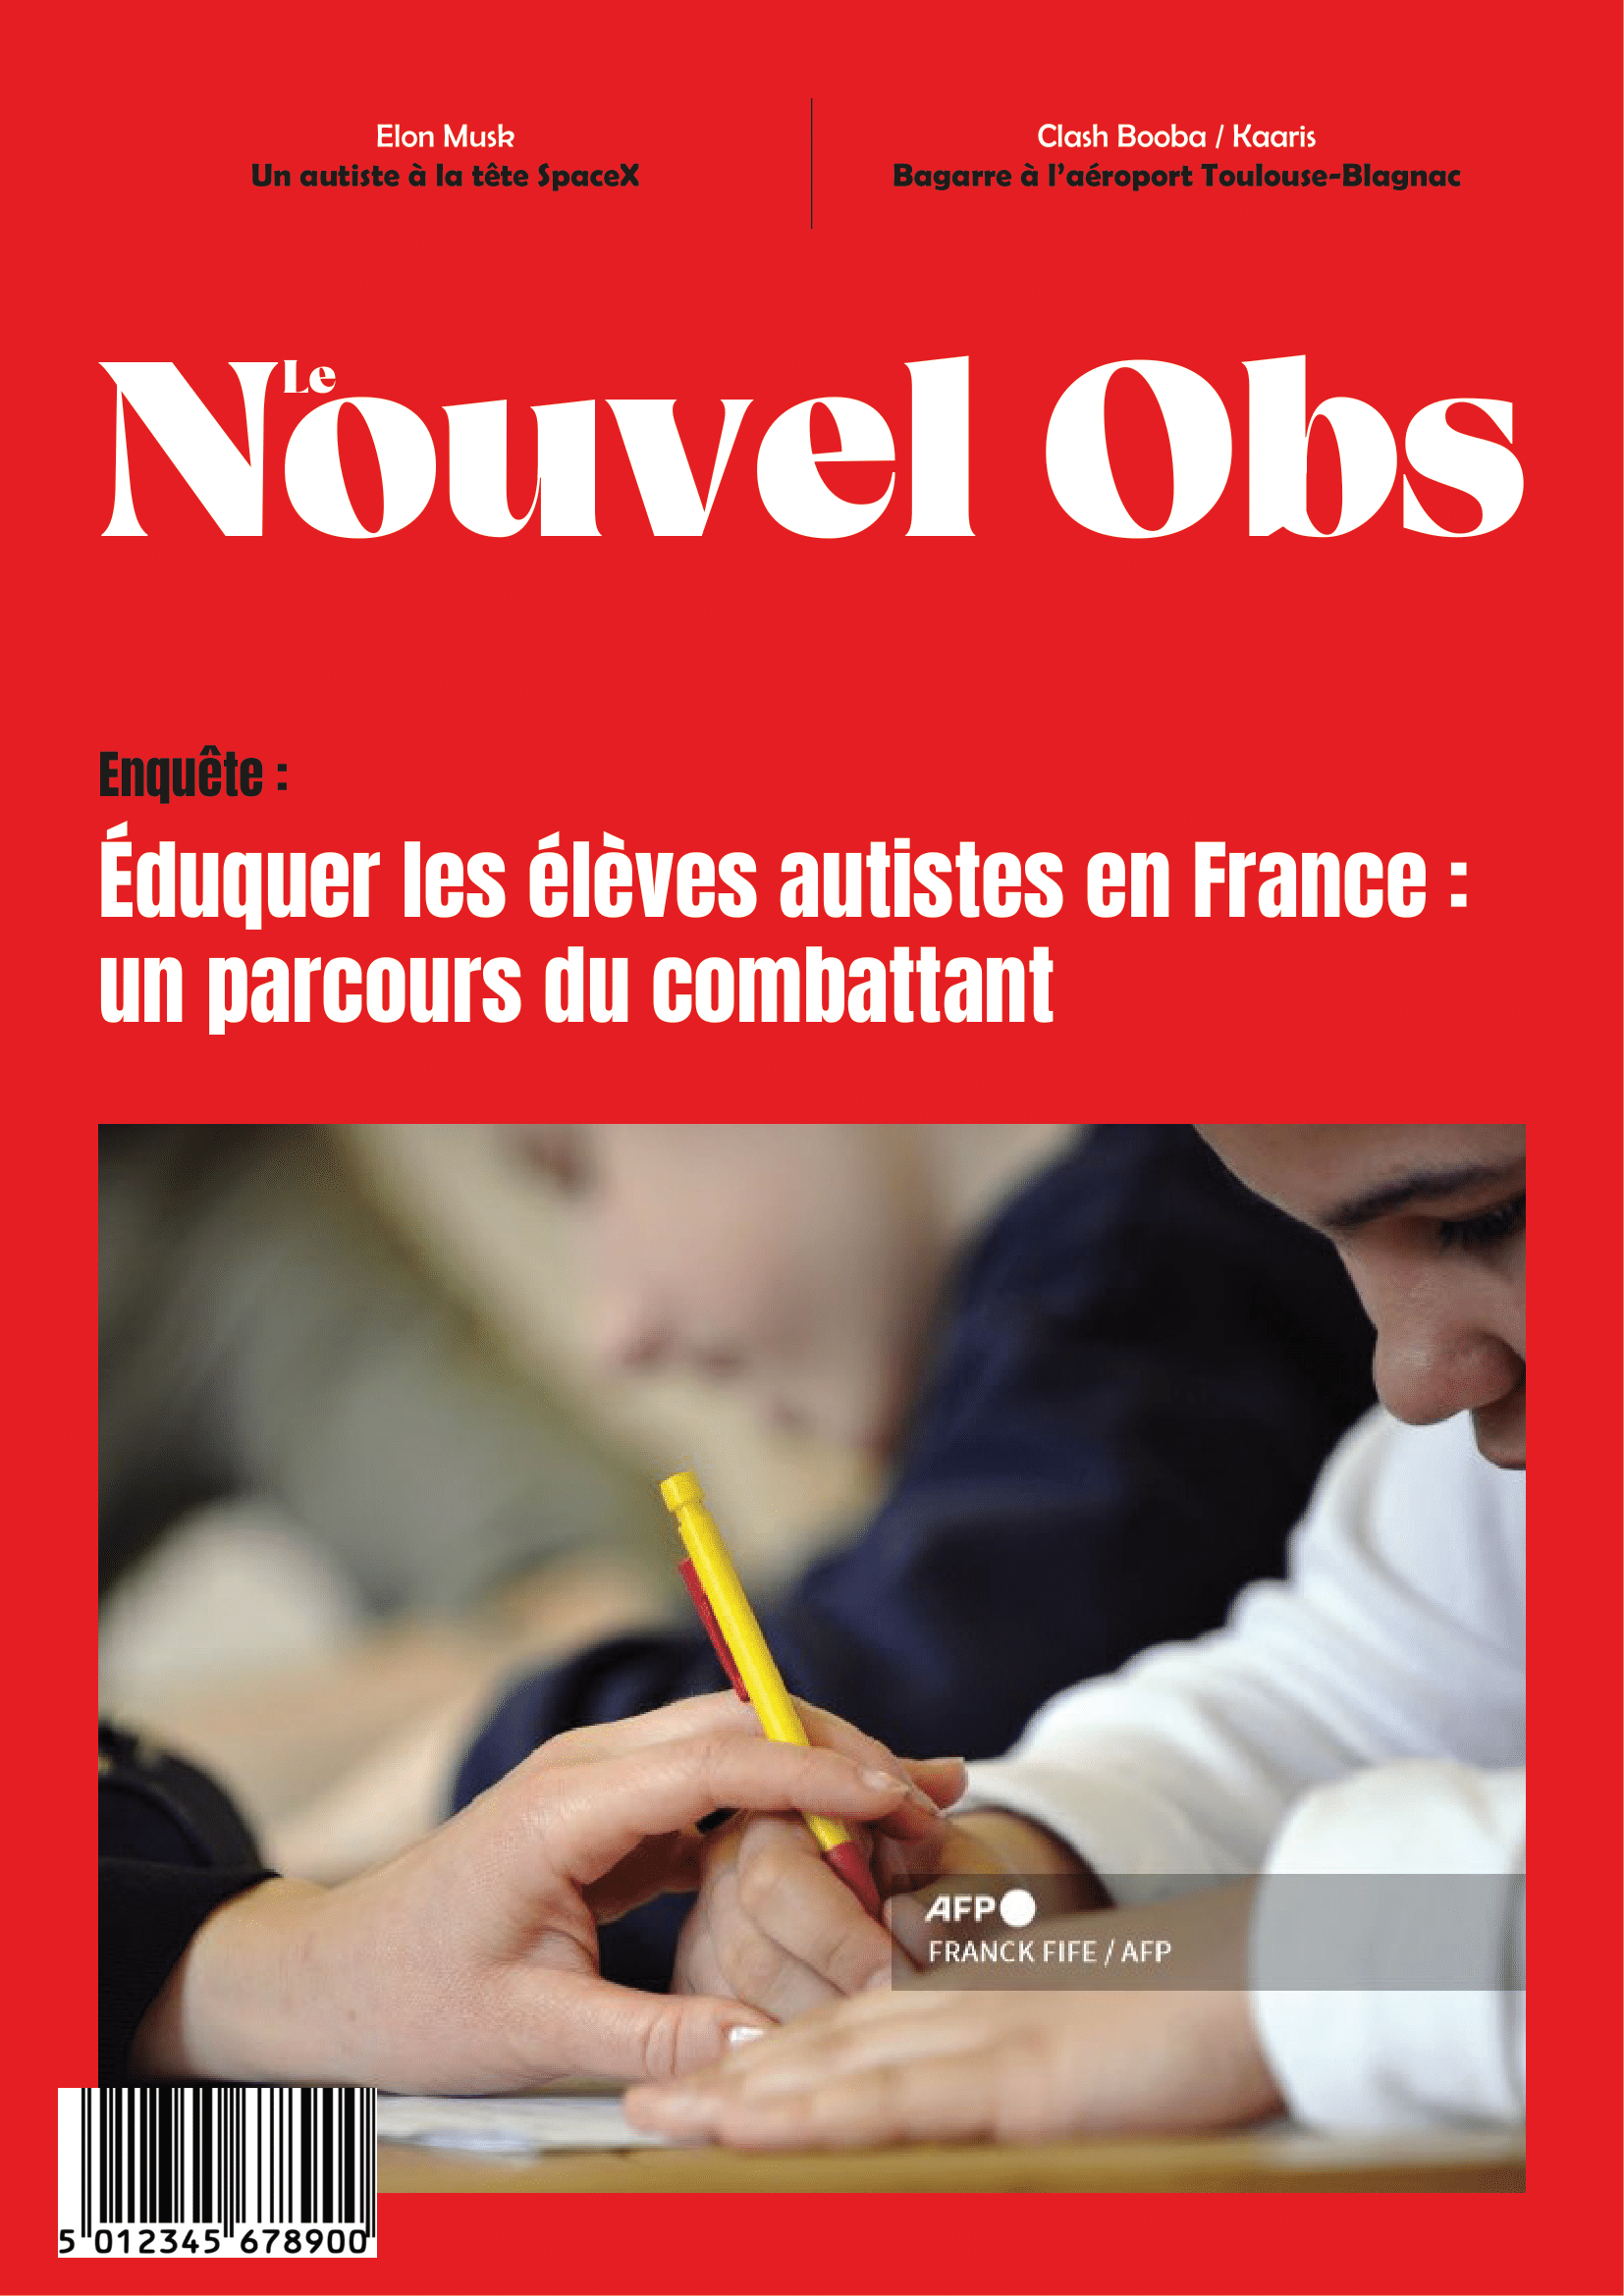 Elon Musk
Un autiste à la tête SpaceX
Clash Booba / Kaaris
Bagarre à l'aéroport Toulouse-Blagnac
Le
Nouvel Obs
Enquête :
Éduquer les élèves autistes en France :
un parcours du combattant
AFP
FRANCK FIFE / AFP
5 012345 678900